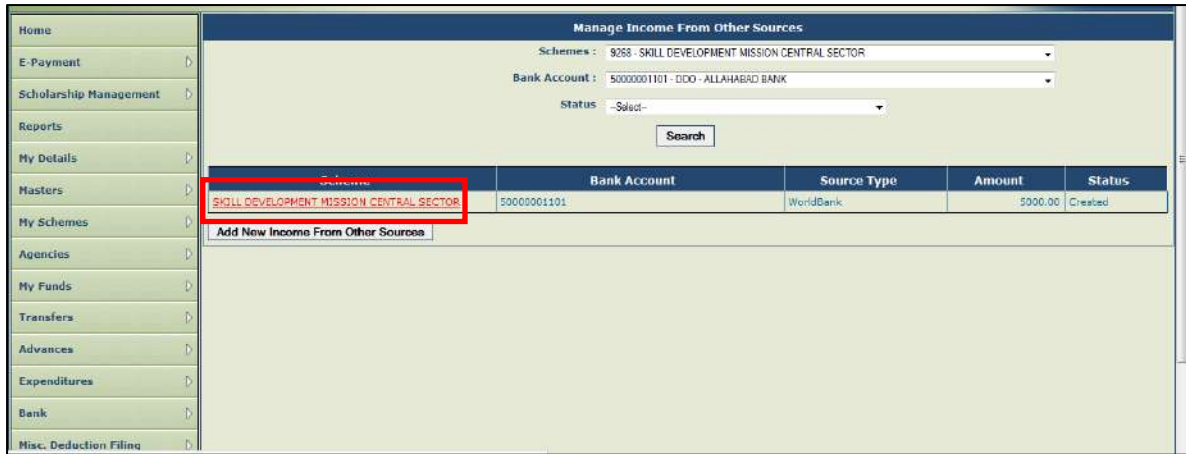 Home
E-Payment
Scholarship Management
Reports
My Details
Masters
My Schemes
Agencies
My Funds
Transfers
Advances
Expenditures
Bank
Misc. Deduction Filing
Manage Income From Other Sources
Schemes : 9268 - SKILL DEVELOPMENT MISSION CENTRAL SECTOR
Bank Account : 50000001101 - DDO - ALLAHABAD BANK
Status --Select--
Search
Scheme Bank Account Source Type Amount Status
SKILL DEVELOPMENT MISSION CENTRAL SECTOR 50000001101 WorldBank 5000.00 Created
Add New Income From Other Sources